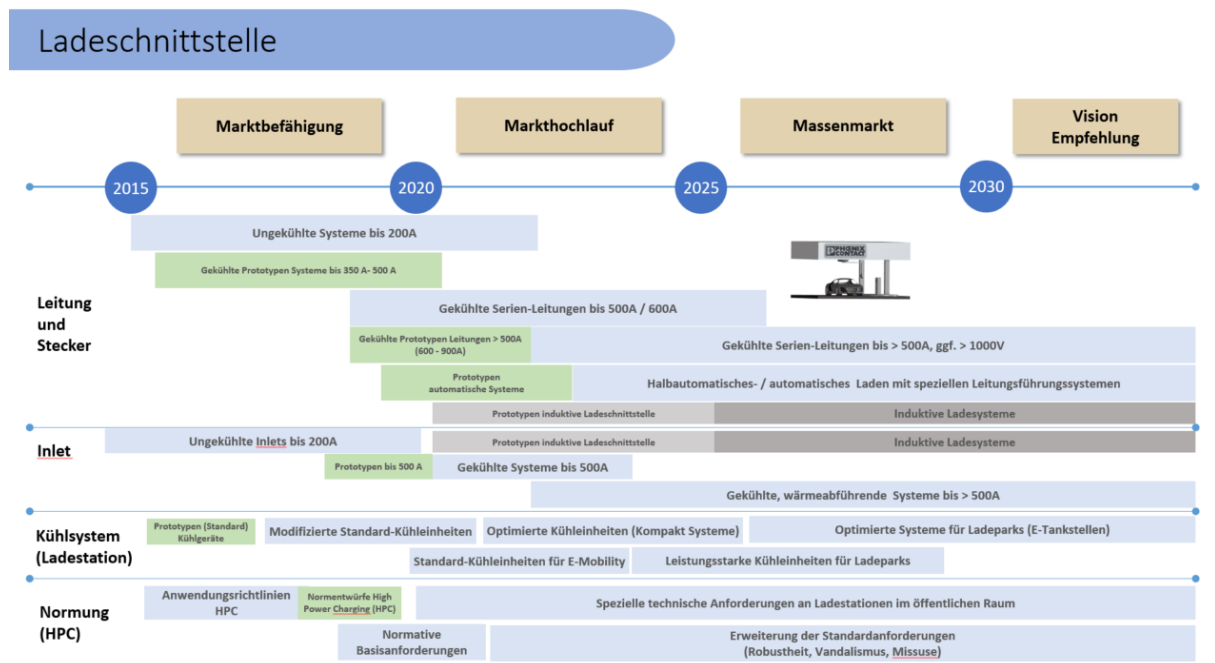 Ladeschnittstelle
Marktbefähigung
Markthochlauf
Massenmarkt
Vision
Empfehlung
2015
2020
2025
2030
Leitung
und
Stecker
Ungekühlte Systeme bis 200A
Gekühlte Prototypen Systeme bis 350 A- 500 A
PHŒNIX
CONTACT
Gekühlte Serien-Leitungen bis 500A / 600A
Gekühlte Prototypen Leitungen > 500A
(600 - 900A)
Gekühlte Serien-Leitungen bis > 500A, ggf. > 1000V
Prototypen
automatische Systeme
Halbautomatisches- / automatisches Laden mit speziellen Leitungsführungssystemen
Prototypen induktive Ladeschnittstelle
Induktive Ladesysteme
Inlet
Ungekühlte Inlets bis 200A
Prototypen induktive Ladeschnittstelle
Induktive Ladesysteme
Prototypen bis 500 A
Gekühlte Systeme bis 500A
Gekühlte, wärmeabführende Systeme bis > 500A
Kühlsystem
(Ladestation)
Prototypen (Standard)
Kühlgeräte
Modifizierte Standard-Kühleinheiten
Optimierte Kühleinheiten (Kompakt Systeme)
Optimierte Systeme für Ladeparks (E-Tankstellen)
Standard-Kühleinheiten für E-Mobility
Leistungsstarke Kühleinheiten für Ladeparks
Normung
(HPC)
Anwendungsrichtlinien
HPC
Normentwürfe High
Power Charging (HPC)
Spezielle technische Anforderungen an Ladestationen im öffentlichen Raum
Normative
Basisanforderungen
Erweiterung der Standardanforderungen
(Robustheit, Vandalismus, Missuse)